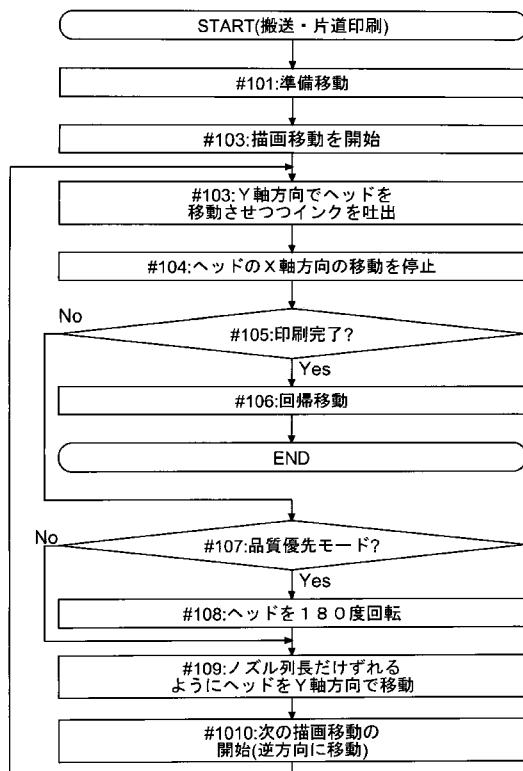 START(搬送・片道印刷)
#101:準備移動
#103:描画移動を開始
#103:Y軸方向でヘッドを
移動させつつインクを吐出
#104:ヘッドのX軸方向の移動を停止
No
#105:印刷完了?
Yes
#106:回帰移動
END
No
#107:品質優先モード?
Yes
#108:ヘッドを180度回転
#109:ノズル列長だけずれる
ようにヘッドをY軸方向で移動
#1010:次の描画移動の
開始(逆方向に移動)